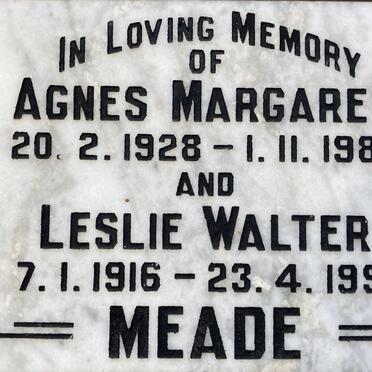 IN LOVING MEMORY
OF
AGNES MARGARE
20. 2. 1928 – 1. 11. 198
AND
LESLIE WALTER
7. 1. 1916 – 23. 4. 199
MEADE